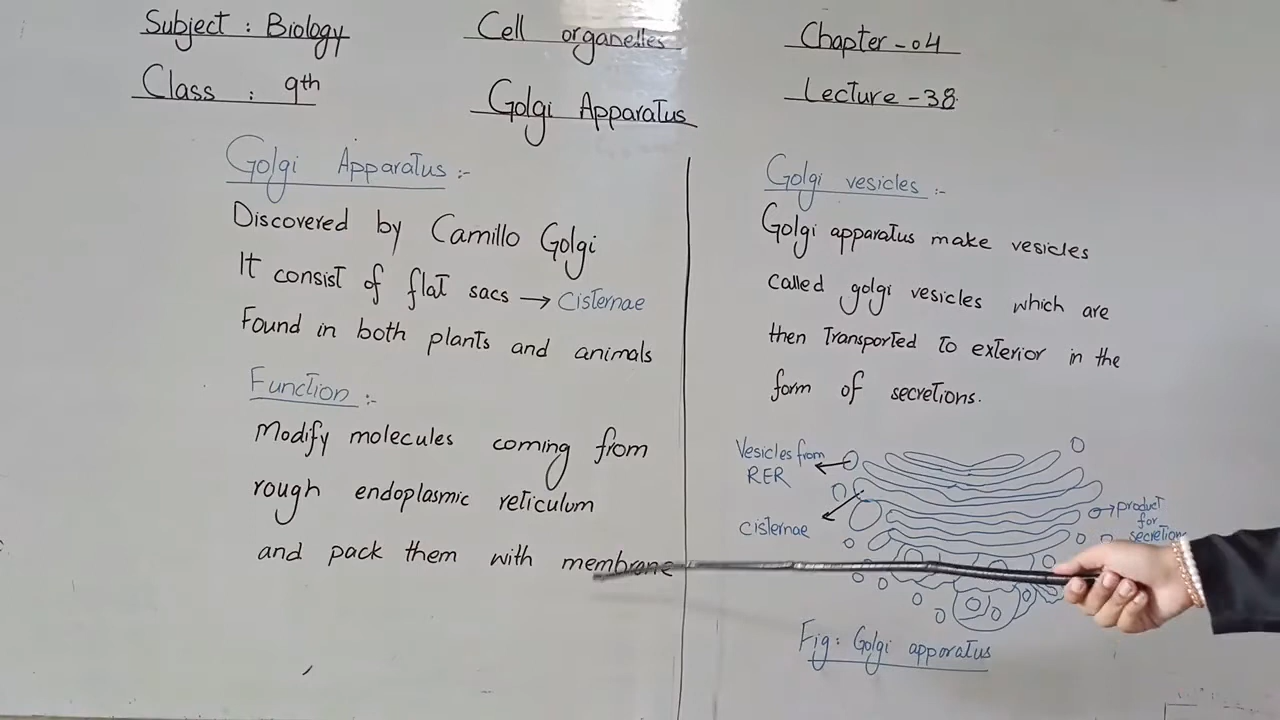 Subject : Biology
Cell organelles
Chapter - 04
Class : 9th
Golgi Apparatus
Lecture - 38
Golgi Apparatus :-
Discovered by Camillo Golgi
It consist of flat sacs → Cisternae
Found in both plants and animals
Function :-
Modify molecules coming from
rough endoplasmic reticulum
and pack them with membrane
Golgi vesicles :-
Golgi apparatus make vesicles
called golgi vesicles which are
then transported to exterior in the
form of secretions.
Vesicles from
RER
cisternae
product
for
secretion
Fig: Golgi apparatus